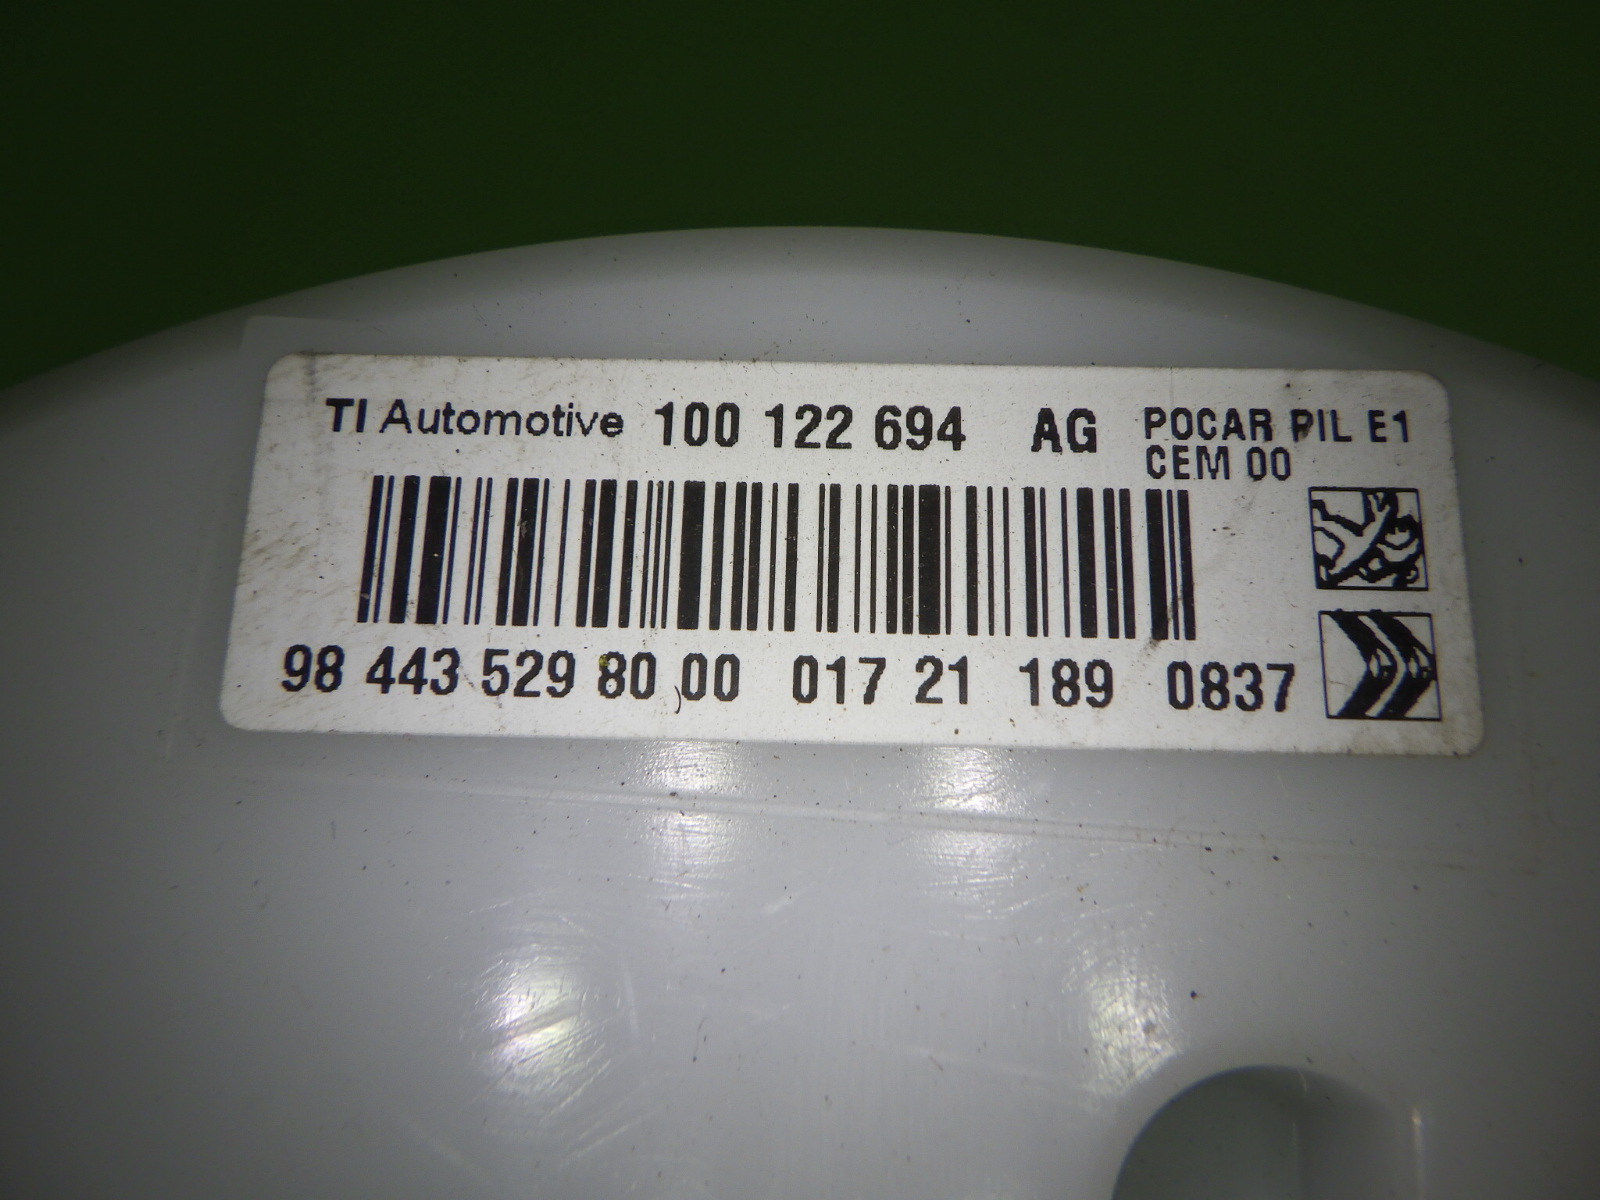 TI Automotive 100 122 694 AG POCAR PIL E1
CEM 00
98 443 529 80 00 017 21 189 0837